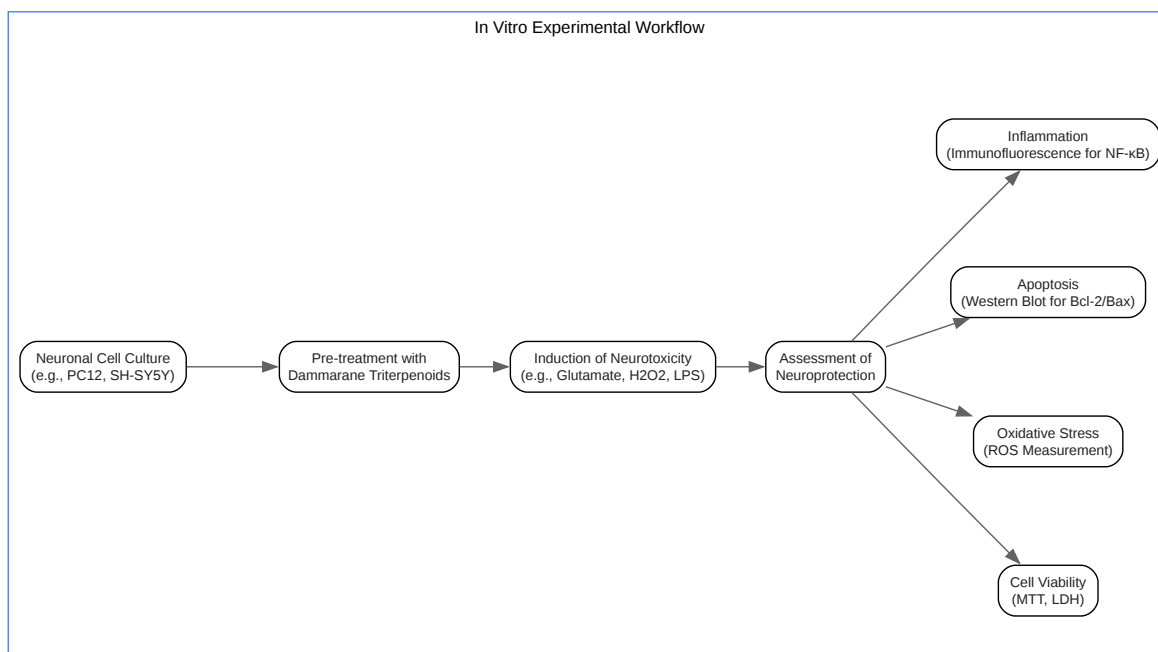 In Vitro Experimental Workflow
Neuronal Cell Culture
(e.g., PC12, SH-SY5Y)
Pre-treatment with
Dammarane Triterpenoids
Induction of Neurotoxicity
(e.g., Glutamate, H2O2, LPS)
Assessment of
Neuroprotection
Inflammation
(Immunofluorescence for NF-κB)
Apoptosis
(Western Blot for Bcl-2/Bax)
Oxidative Stress
(ROS Measurement)
Cell Viability
(MTT, LDH)